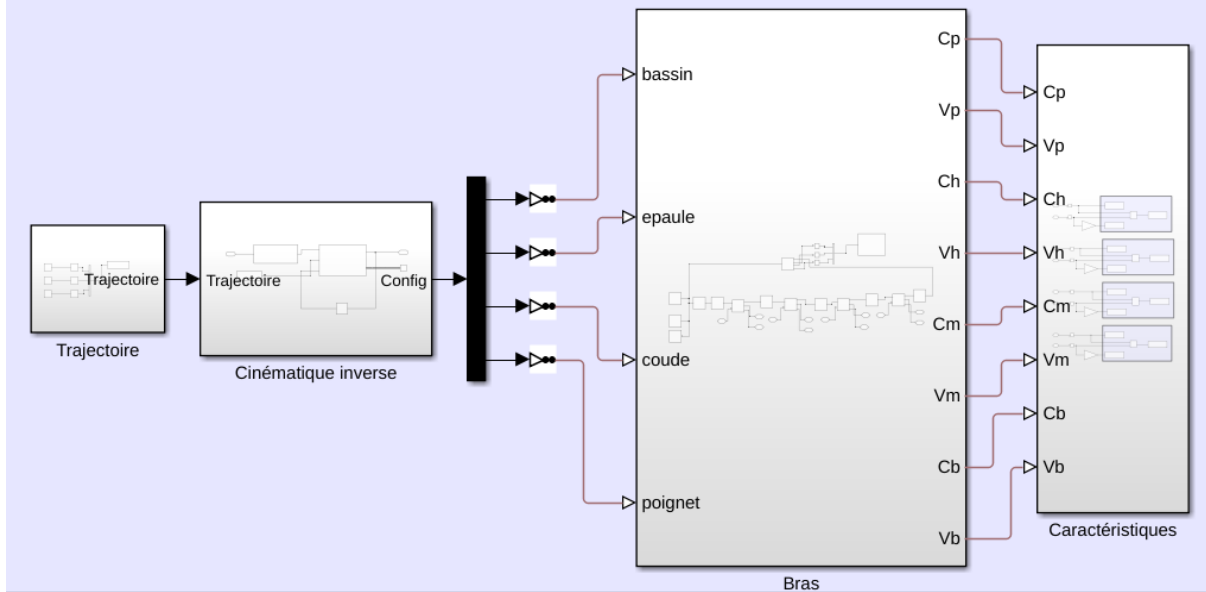 Trajectoire
Trajectoire
Trajectoire
Config
Cinématique inverse
bassin
epaule
coude
poignet
Cp
Vp
Ch
Vh
Cm
Vm
Cb
Vb
Bras
Cp
Vp
Ch
Vh
Cm
Vm
Cb
Vb
Caractéristiques